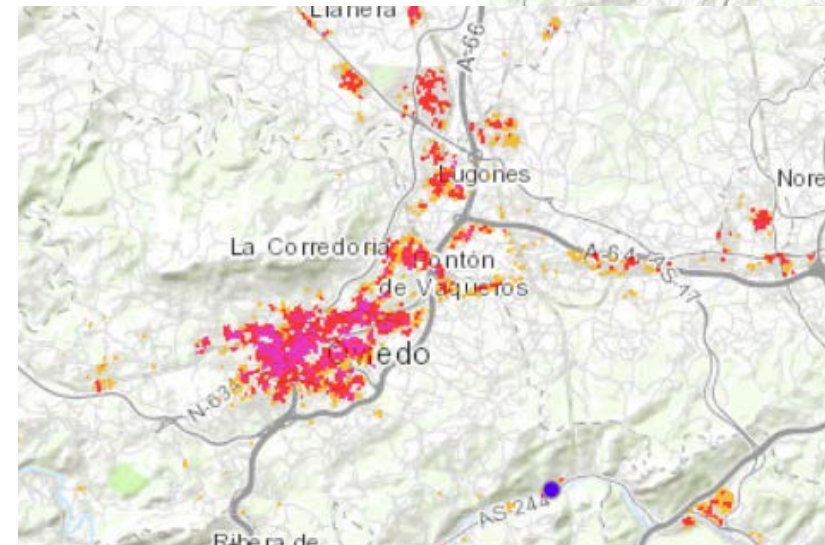 Llanera
A-66
Lugones
Nore
La Corredoria
Pontón
de Vaqueros
A-64
AS-17
Oviedo
N-634
AS-244
Ribera de